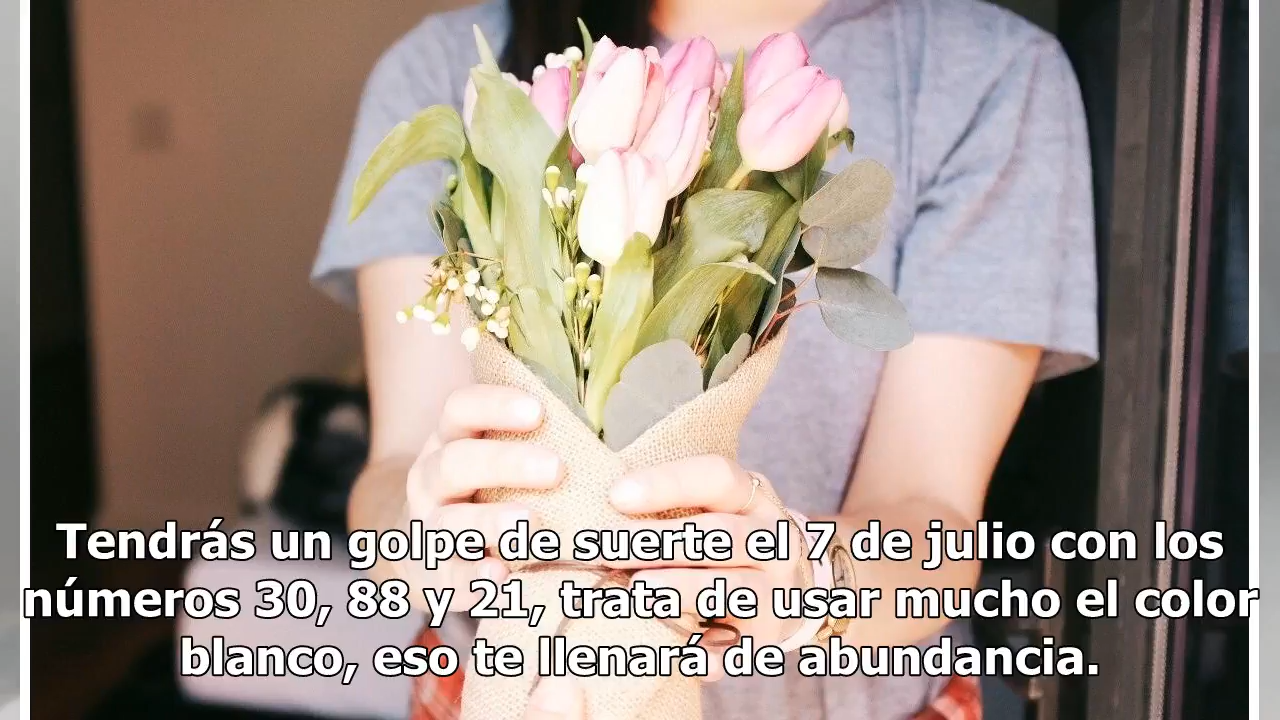 Tendrás un golpe de suerte el 7 de julio con los
números 30, 88 y 21, trata de usar mucho el color
blanco, eso te llenará de abundancia.